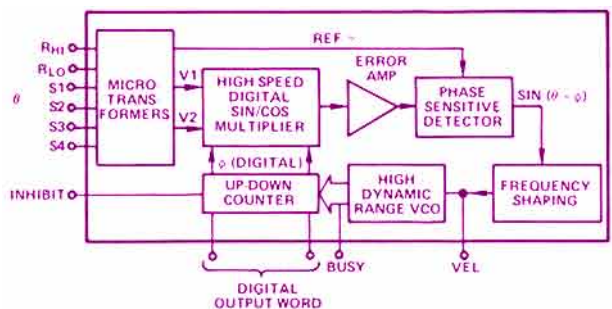 R HI
R LO
θ
S1
S2
S3
S4
INHIBIT
MICRO
TRANS
FORMERS
V1
V2
REF ~
HIGH SPEED
DIGITAL
SIN/COS
MULTIPLIER
ERROR
AMP
PHASE
SENSITIVE
DETECTOR
SIN (θ - φ)
φ (DIGITAL)
UP-DOWN
COUNTER
HIGH
DYNAMIC
RANGE VCO
FREQUENCY
SHAPING
BUSY
VEL
DIGITAL
OUTPUT WORD